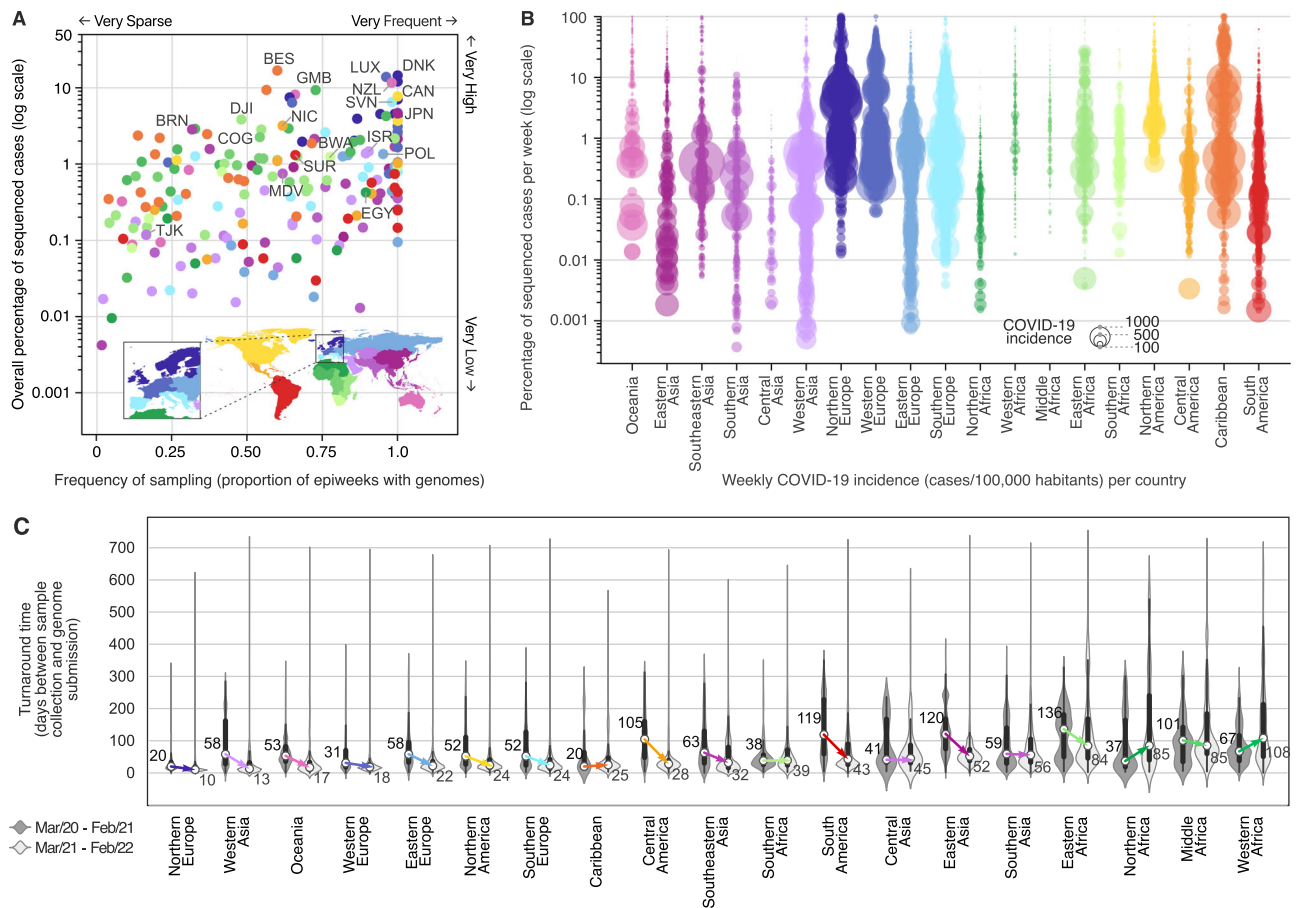 A
← Very Sparse
Very Frequent →
← Very High
Very Low →
Overall percentage of sequenced cases (log scale)
50
10
1
0.1
0.01
0.001
BES
LUX
DNK
GMB
NZL
CAN
SVN
DJI
NIC
JPN
BRN
COG
BWA
ISR
POL
SUR
MDV
EGY
TJK
0
0.25
0.50
0.75
1.0
Frequency of sampling (proportion of epiweeks with genomes)
B
Percentage of sequenced cases per week (log scale)
100
10
1
0.1
0.01
0.001
COVID-19
incidence
1000
500
100
Oceania
Eastern
Asia
Southeastern
Asia
Southern
Asia
Central
Asia
Western
Asia
Northern
Europe
Western
Europe
Eastern
Europe
Southern
Europe
Northern
Africa
Western
Africa
Middle
Africa
Eastern
Africa
Southern
Africa
Northern
America
Central
America
Caribbean
South
America
Weekly COVID-19 incidence (cases/100,000 habitants) per country
C
Turnaround time
(days between sample
collection and genome
submission)
700
600
500
400
300
200
100
0
20
10
58
13
53
17
31
18
58
22
52
24
52
24
20
25
105
28
63
32
38
39
119
43
41
45
120
52
59
56
136
84
37
85
101
85
67
108
Mar/20 - Feb/21
Mar/21 - Feb/22
Northern
Europe
Western
Asia
Oceania
Western
Europe
Eastern
Europe
Northern
America
Southern
Europe
Caribbean
Central
America
Southeastern
Asia
Southern
Africa
South
America
Central
Asia
Eastern
Asia
Southern
Asia
Eastern
Africa
Northern
Africa
Middle
Africa
Western
Africa